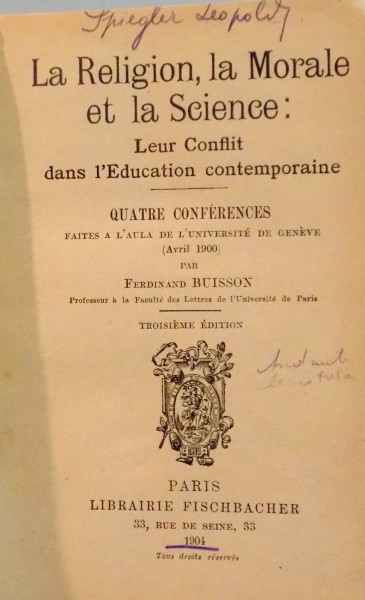 Spiegler Leopold
La Religion, la Morale
et la Science:
Leur Conflit
dans l'Education contemporaine
QUATRE CONFÉRENCES
FAITES A L'AULA DE L'UNIVERSITÉ DE GENÈVE
(Avril 1900)
PAR
FERDINAND BUISSON
Professeur à la Faculté des Lettres de l'Université de Paris
TROISIÈME ÉDITION
PARIS
LIBRAIRIE FISCHBACHER
33, RUE DE SEINE, 33
1904
Tous droits réservés